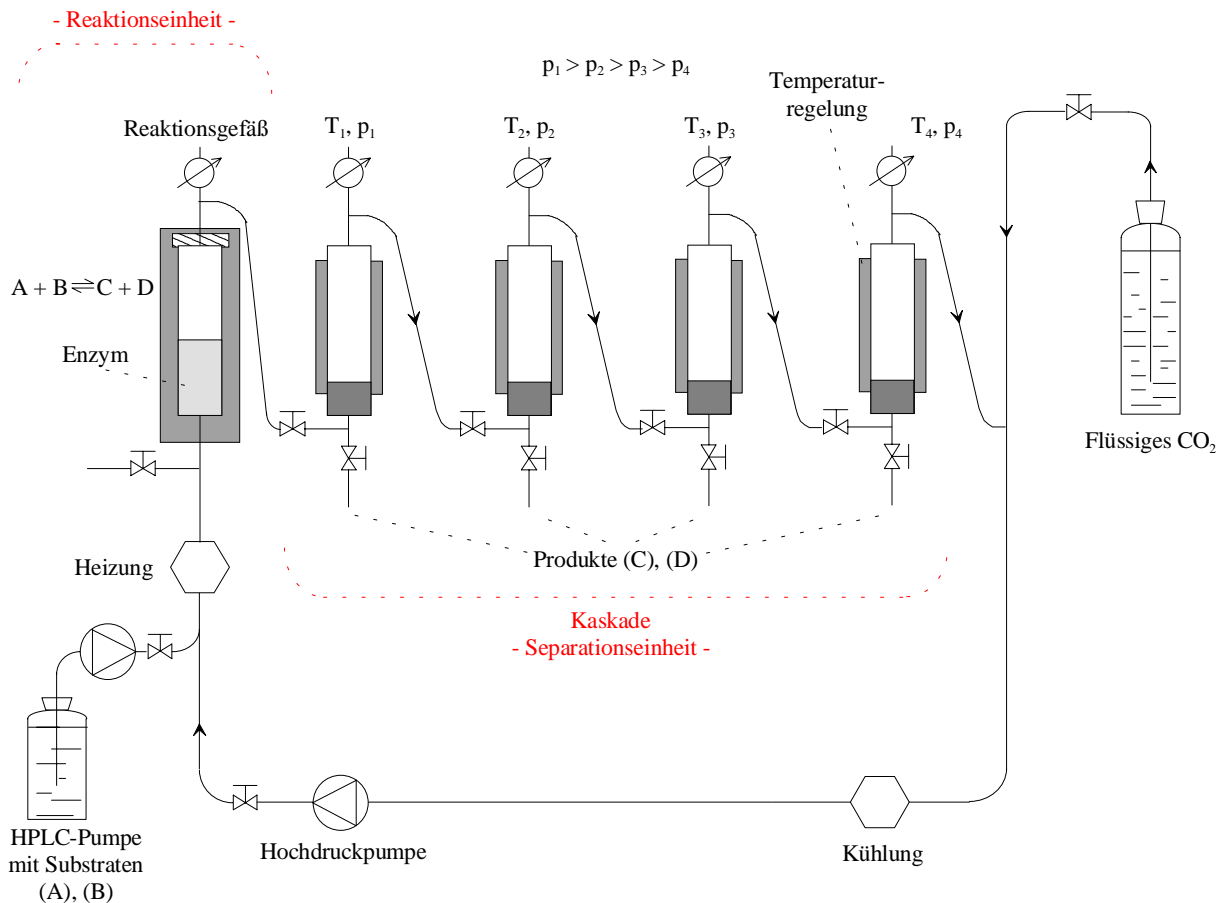 - Reaktionseinheit -
p₁ > p₂ > p₃ > p₄
Temperatur-
regelung
Reaktionsgefäß
T₁, p₁
T₂, p₂
T₃, p₃
T₄, p₄
A + B ⇌ C + D
Enzym
Flüssiges CO₂
Heizung
Produkte (C), (D)
Kaskade
- Separationseinheit -
HPLC-Pumpe
mit Substraten
(A), (B)
Hochdruckpumpe
Kühlung